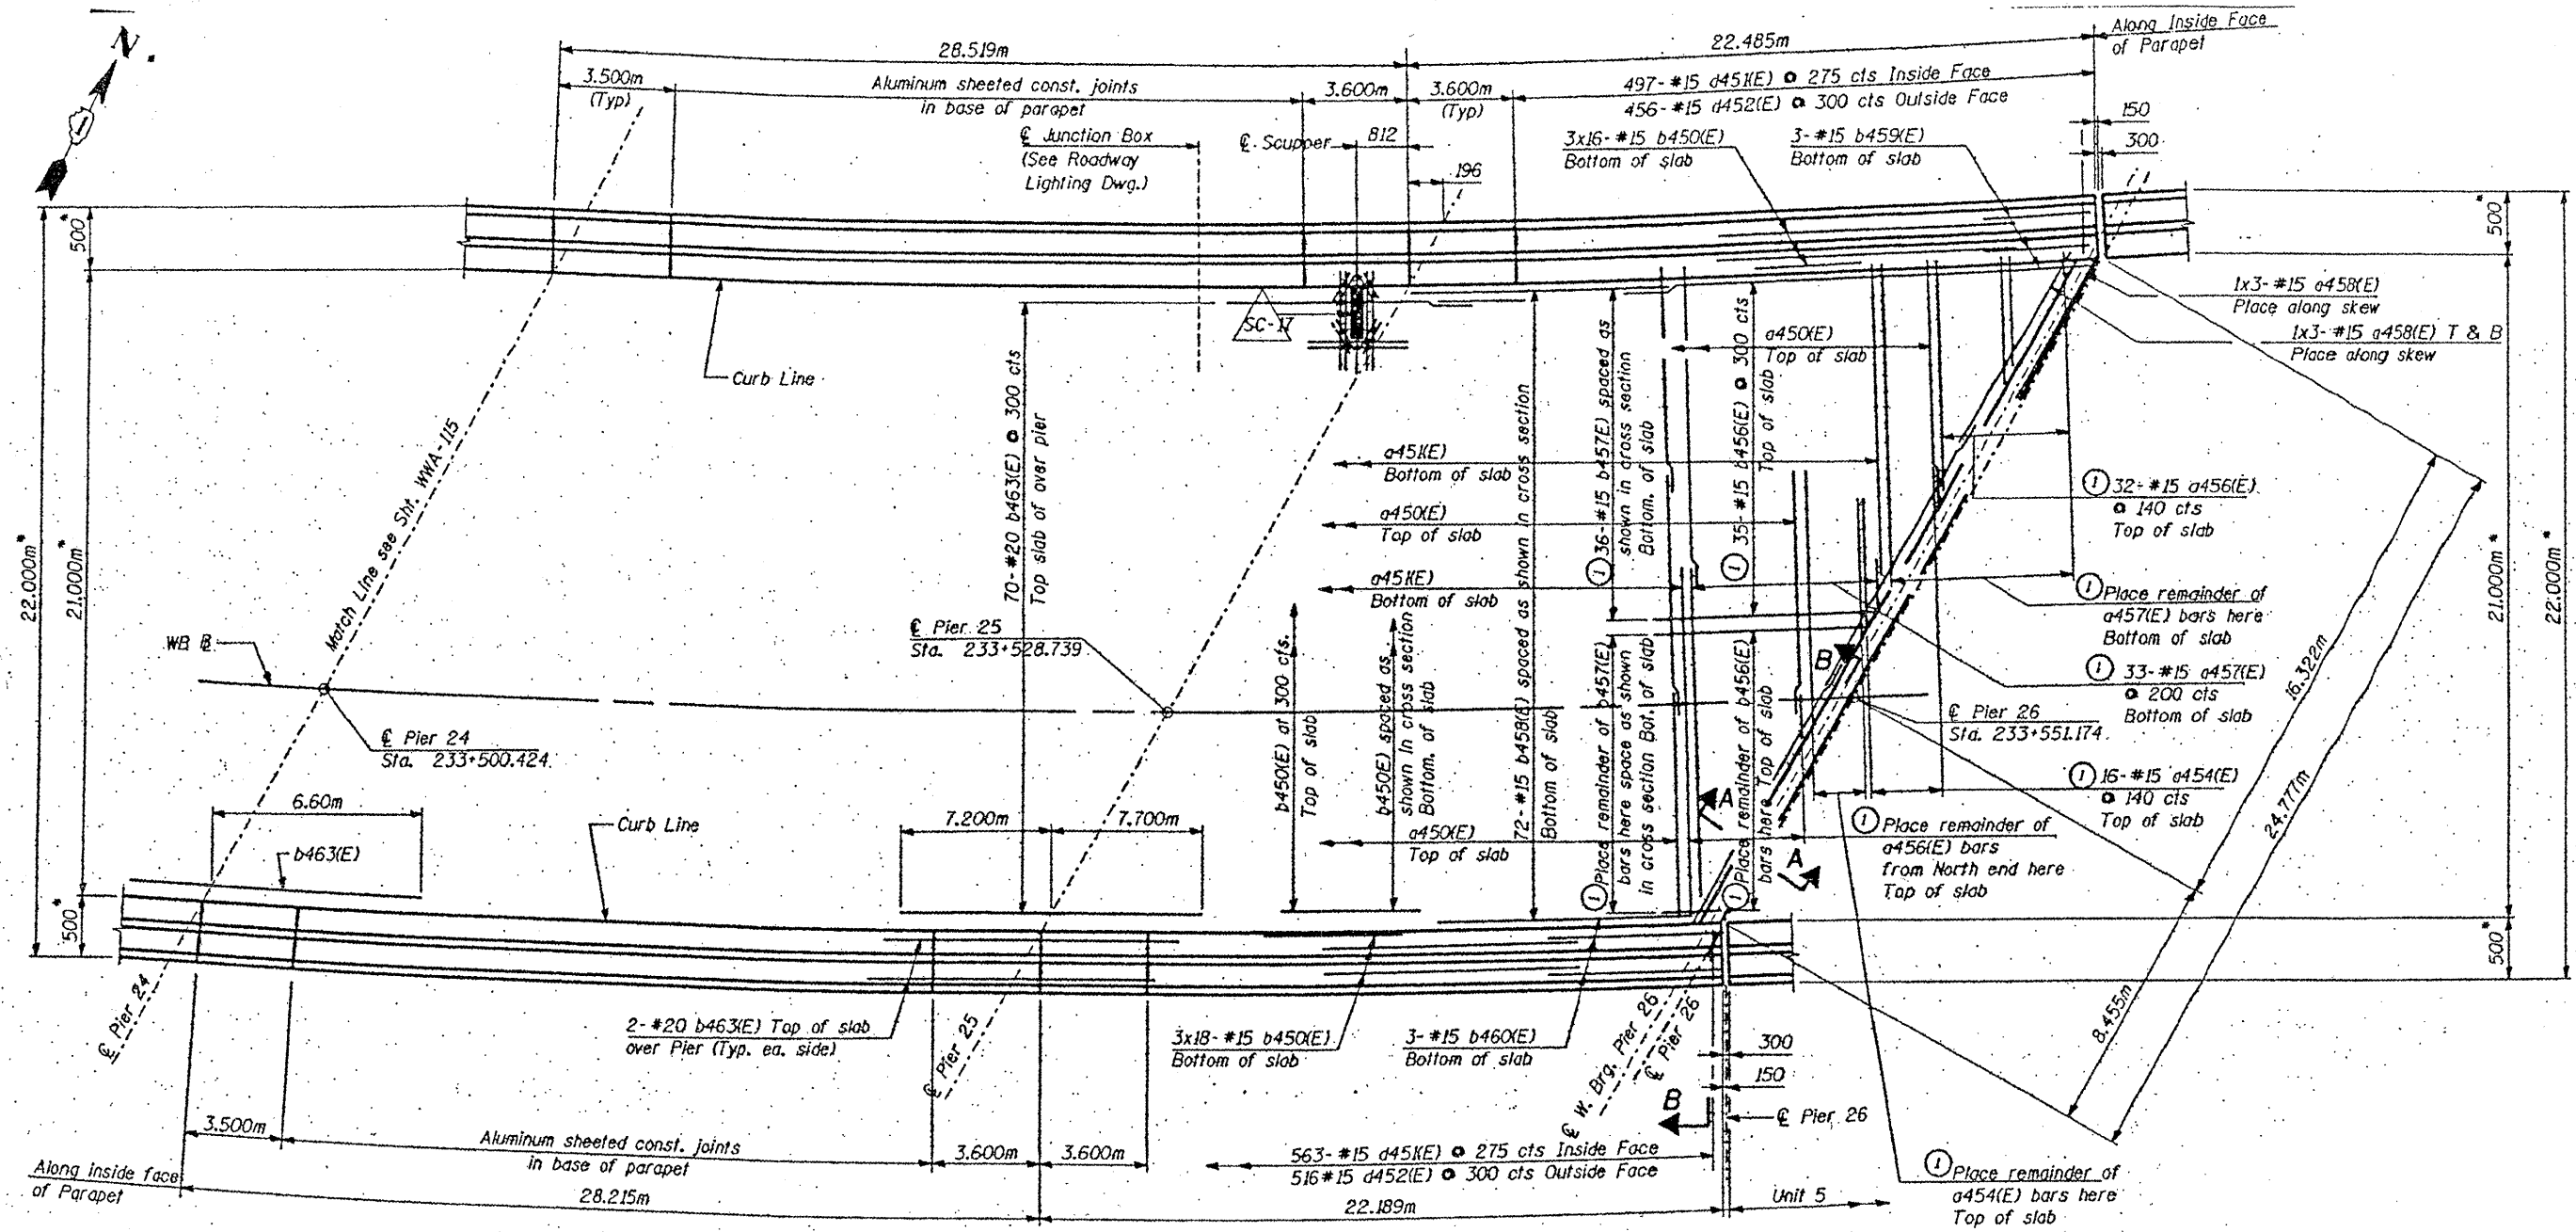 N.
28.519m
22.485m
Along Inside Face
of Parapet
3.500m
(Typ)
Aluminum sheeted const. joints
in base of parapet
3.600m
3.600m
(Typ)
497-#15 d451(E) @ 275 cts Inside Face
456-#15 d452(E) @ 300 cts Outside Face
150
300
℄ Junction Box
(See Roadway
Lighting Dwg.)
℄ Scupper
812
196
3x16-#15 b450(E)
Bottom of slab
3-#15 b459(E)
Bottom of slab
500*
500*
1x3-#15 a458(E)
Place along skew
1x3-#15 a458(E) T & B
Place along skew
SC-17
Curb Line
a450(E)
Top of slab
70-#20 b463(E) @ 300 cts
Top slab of over pier
72-#15 b458(E) spaced as shown in cross section
Bottom of slab
1 36-#15 b457(E) spaced as
shown in cross section
Bottom. of slab
1 35-#15 b456(E) @ 300 cts
Top of slab
Match Line see Sht. WWA-115
a451(E)
Bottom of slab
a450(E)
Top of slab
a451(E)
Bottom of slab
1 32-#15 a456(E)
@ 140 cts
Top of slab
1 Place remainder of
a457(E) bars here
Bottom of slab
1 33-#15 a457(E)
@ 200 cts
Bottom of slab
22.000m*
21.000m*
21.000m*
22.000m*
WB ℄
℄ Pier 25
Sta. 233+528.739
B
℄ Pier 26
Sta. 233+551.174
16.322m
24.777m
8.455m
℄ Pier 24
Sta. 233+500.424
b450(E) at 300 cts.
Top of slab
b450(E) spaced as
shown in cross section
Bottom. of slab
1 Place remainder of b457(E)
bars here space as shown
in cross section Bot. of slab
1 Place remainder of b456(E)
bars here Top of slab
1 16-#15 a454(E)
@ 140 cts
Top of slab
6.60m
b463(E)
Curb Line
7.200m
7.700m
a450(E)
Top of slab
A
A
1 Place remainder of
a456(E) bars
from North end here
Top of slab
500*
500*
℄ Pier 24
2-#20 b463(E) Top of slab
over Pier (Typ. ea. side)
℄ Pier 25
3x18-#15 b450(E)
Bottom of slab
3-#15 b460(E)
Bottom of slab
℄ W. Brg. Pier 26
℄ Pier 26
300
150
B
℄ Pier 26
3.500m
Aluminum sheeted const. joints
in base of parapet
3.600m
3.600m
563-#15 d451(E) @ 275 cts Inside Face
516#15 d452(E) @ 300 cts Outside Face
Along inside face
of Parapet
28.215m
22.189m
Unit 5
1 Place remainder of
a454(E) bars here
Top of slab